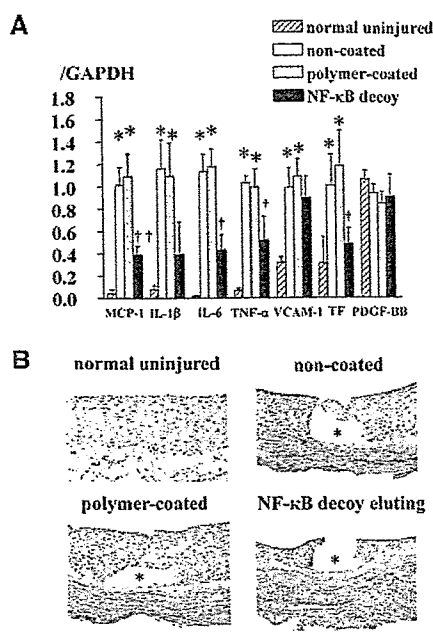 A
normal uninjured
non-coated
polymer-coated
NF-κB decoy
/GAPDH
1.8
1.6
1.4
1.2
1.0
0.8
0.6
0.4
0.2
0.0
* * * * * * * * * * * *
† † † † †
MCP-1 IL-1β IL-6 TNF-α VCAM-1 TF PDGF-BB
B
normal uninjured non-coated
*
polymer-coated NF-κB decoy eluting
* *